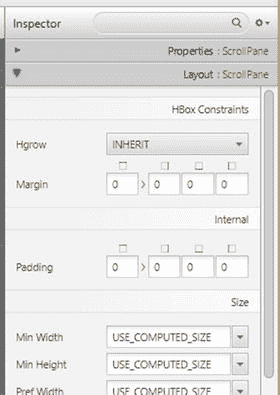 Inspector
Properties : ScrollPane
Layout : ScrollPane
HBox Constraints
Hgrow INHERIT
Margin 0 0 0 0
Internal
Padding 0 0 0 0
Size
Min Width USE_COMPUTED_SIZE
Min Height USE_COMPUTED_SIZE
Pref Width USE_COMPUTED_SIZE